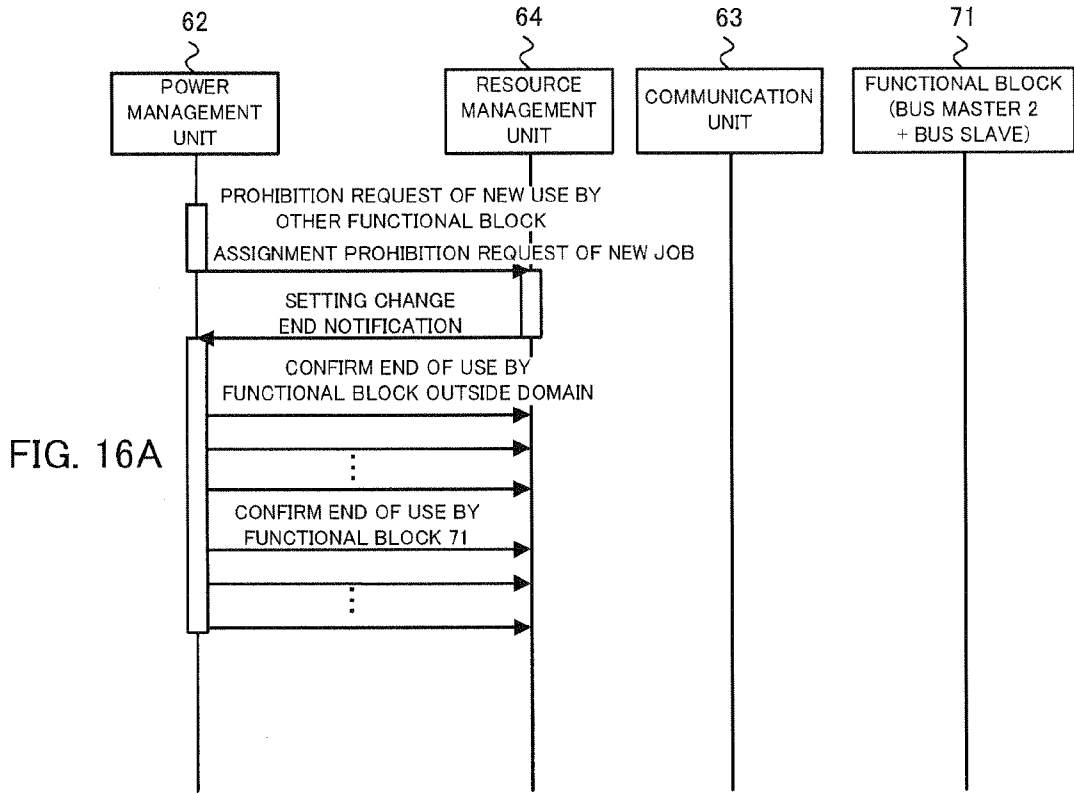 62
64
63
71
POWER
MANAGEMENT
UNIT
RESOURCE
MANAGEMENT
UNIT
COMMUNICATION
UNIT
FUNCTIONAL BLOCK
(BUS MASTER 2
+ BUS SLAVE)
PROHIBITION REQUEST OF NEW USE BY
OTHER FUNCTIONAL BLOCK
ASSIGNMENT PROHIBITION REQUEST OF NEW JOB
SETTING CHANGE
END NOTIFICATION
CONFIRM END OF USE BY
FUNCTIONAL BLOCK OUTSIDE DOMAIN
FIG. 16A
CONFIRM END OF USE BY
FUNCTIONAL BLOCK 71